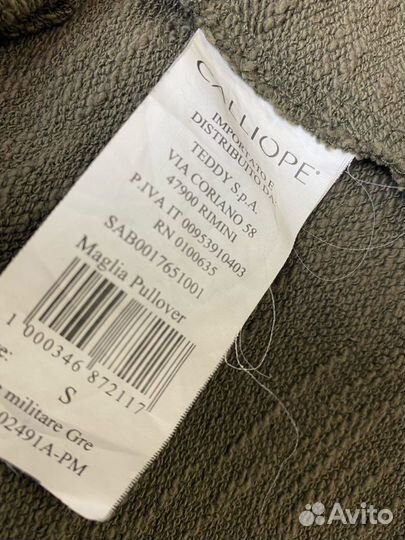 CALLIOPE®
IMPORTATO E
DISTRIBUITO DA:
TEDDY S.p.A.
VIA CORIANO 58
47900 RIMINI
P.IVA IT 00953910403
RN 0100635
SAB0017651001
Maglia Pullover
1 000346 872117
S
militare Gre
02491A-PM
Avito